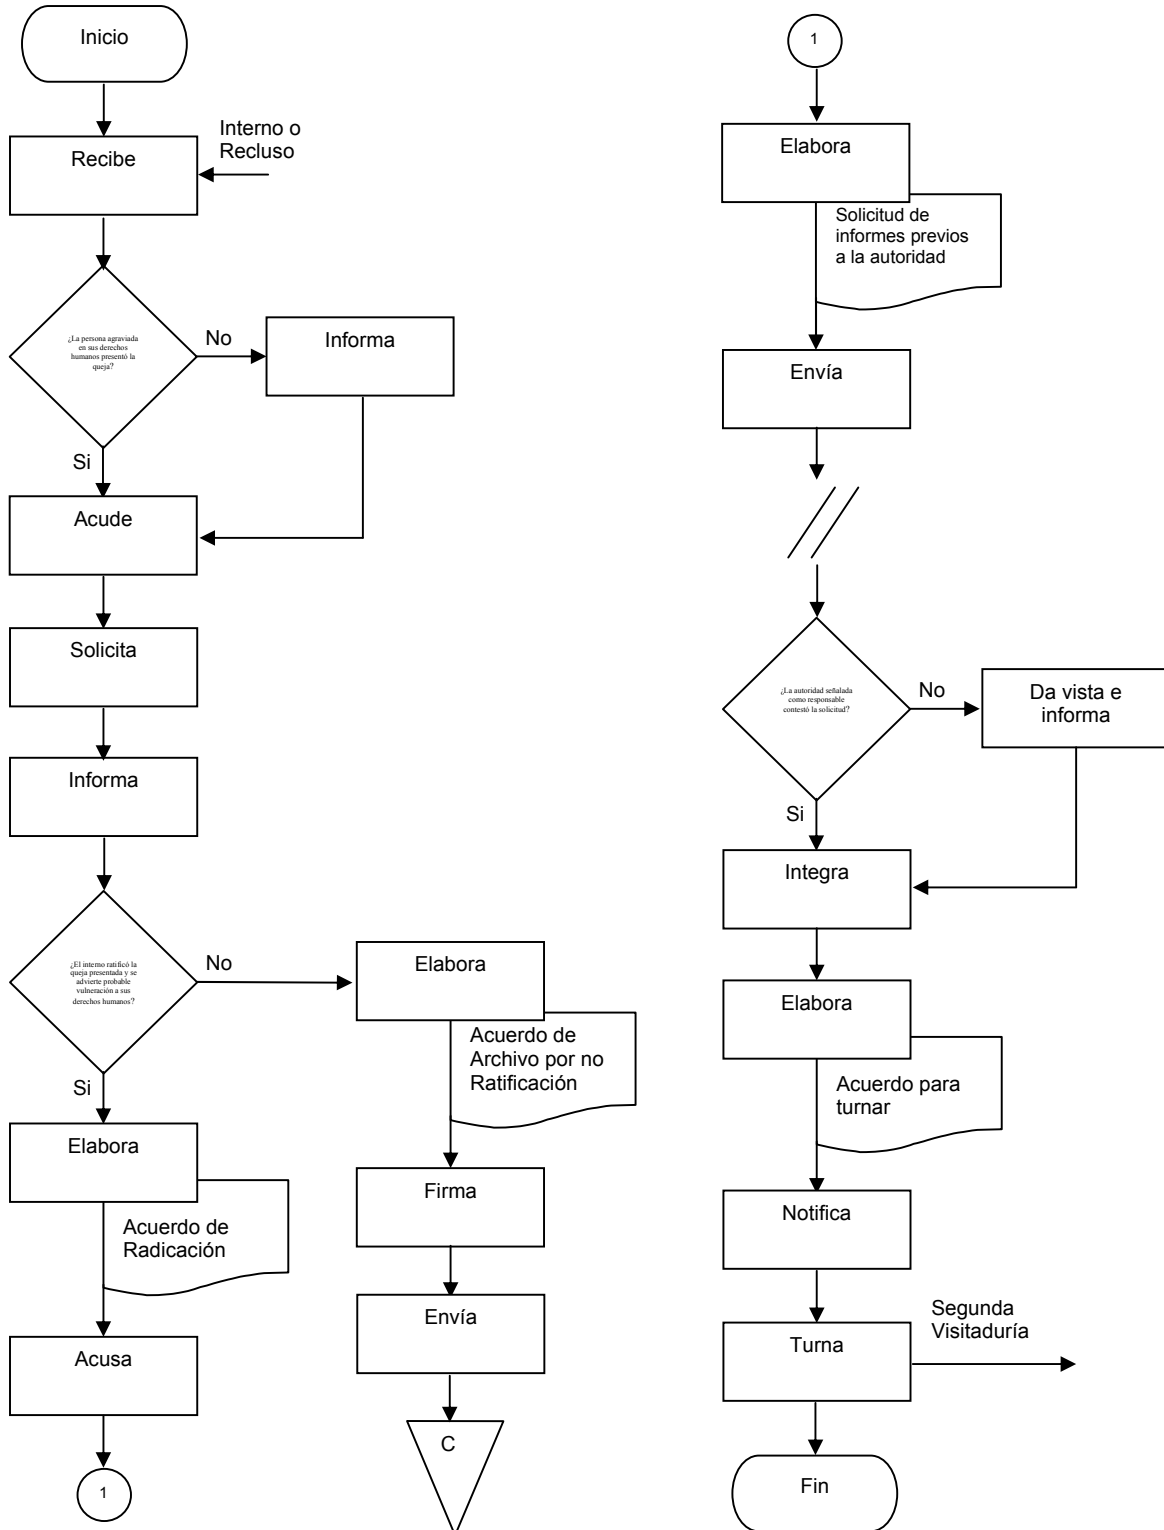 Inicio
Interno o
Recluso
Recibe
¿La persona agraviada
en sus derechos
humanos presentó la
queja?
No
Informa
Si
Acude
Solicita
Informa
¿El interno ratificó la
queja presentada y se
advierte probable
vulneración a sus
derechos humanos?
No
Elabora
Acuerdo de
Archivo por no
Ratificación
Si
Elabora
Acuerdo de
Radicación
Firma
Envía
Acusa
C
1
1
Elabora
Solicitud de
informes previos
a la autoridad
Envía
¿La autoridad señalada
como responsable
contestó la solicitud?
No
Da vista e
informa
Si
Integra
Elabora
Acuerdo para
turnar
Notifica
Segunda
Visitaduría
Turna
Fin